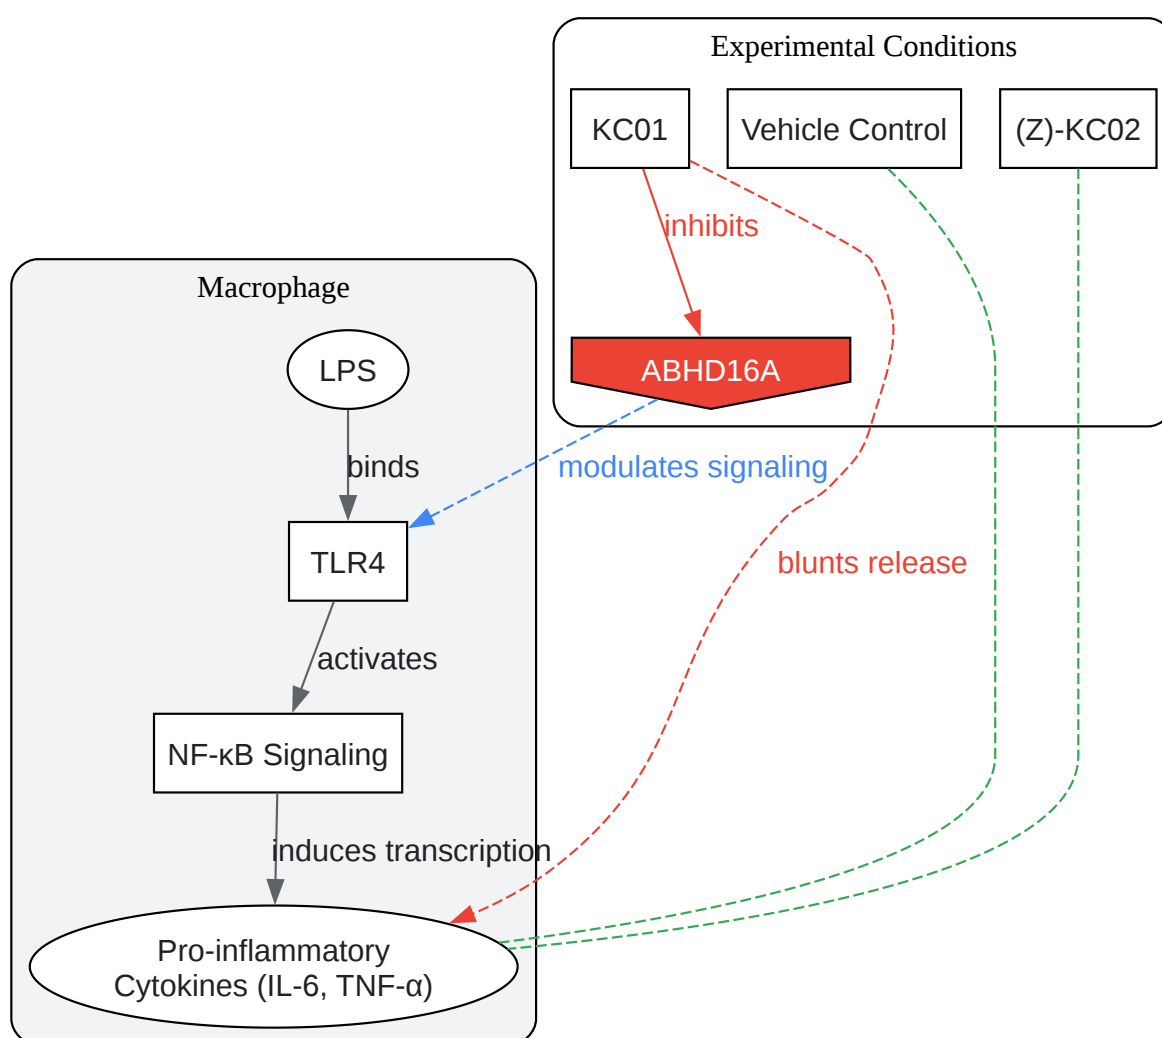 Experimental Conditions
KC01
Vehicle Control
(Z)-KC02
inhibits
Macrophage
LPS
ABHD16A
binds
modulates signaling
TLR4
blunts release
activates
NF-κB Signaling
induces transcription
Pro-inflammatory
Cytokines (IL-6, TNF-α)